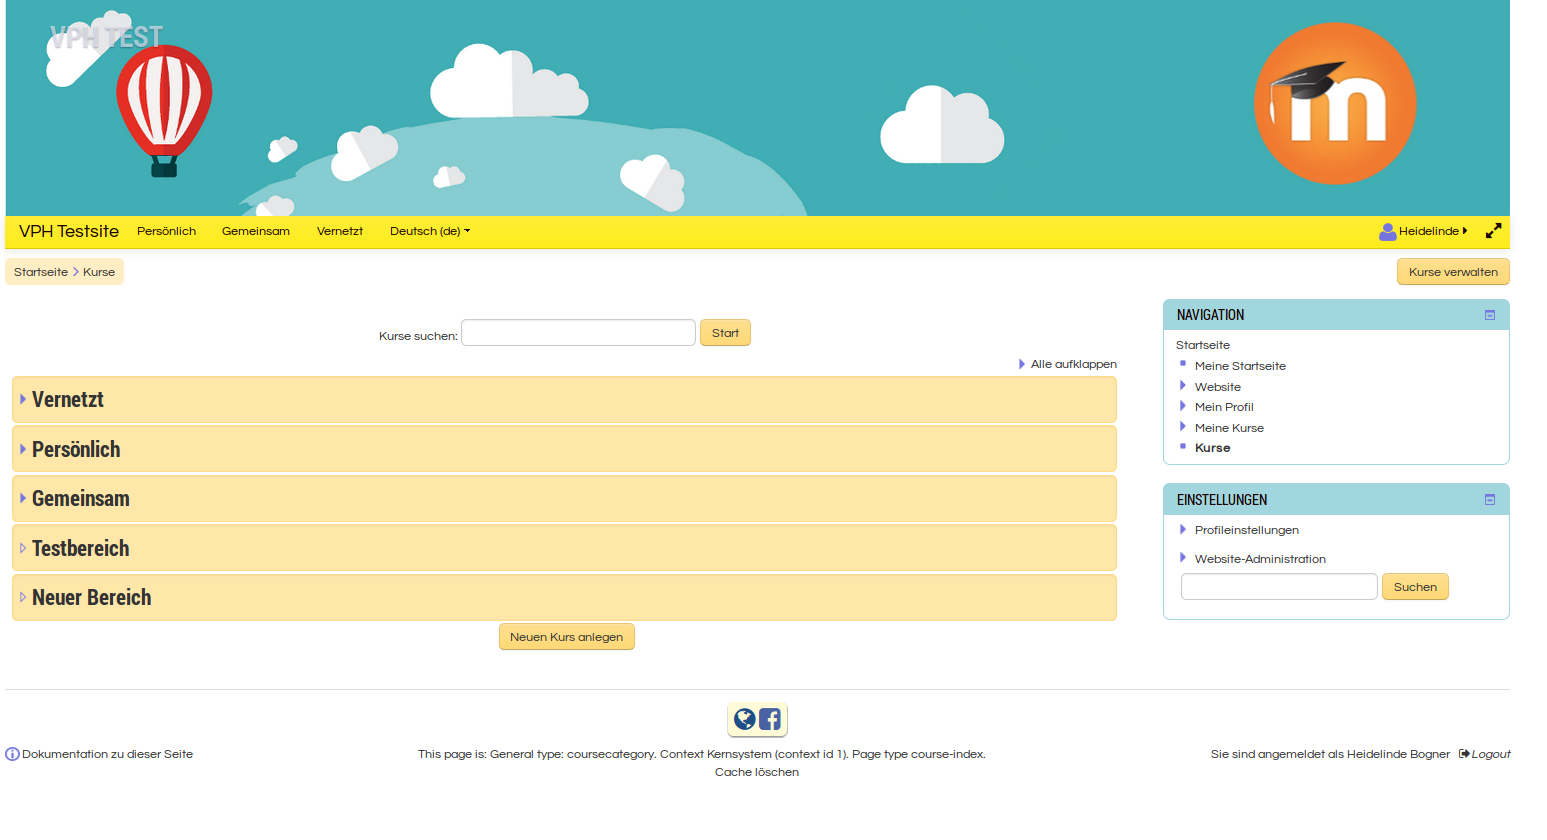 VPH TEST
m
VPH Testsite Persönlich Gemeinsam Vernetzt Deutsch (de) Heidelinde
Startseite Kurse Kurse verwalten
Kurse suchen: Start
Alle aufklappen
Vernetzt
Persönlich
Gemeinsam
Testbereich
Neuer Bereich
Neuen Kurs anlegen
NAVIGATION
Startseite
Meine Startseite
Website
Mein Profil
Meine Kurse
Kurse
EINSTELLUNGEN
Profileinstellungen
Website-Administration
Suchen
Dokumentation zu dieser Seite
This page is: General type: coursecategory. Context Kernsystem (context id 1). Page type course-index.
Cache löschen
Sie sind angemeldet als Heidelinde Bogner Logout